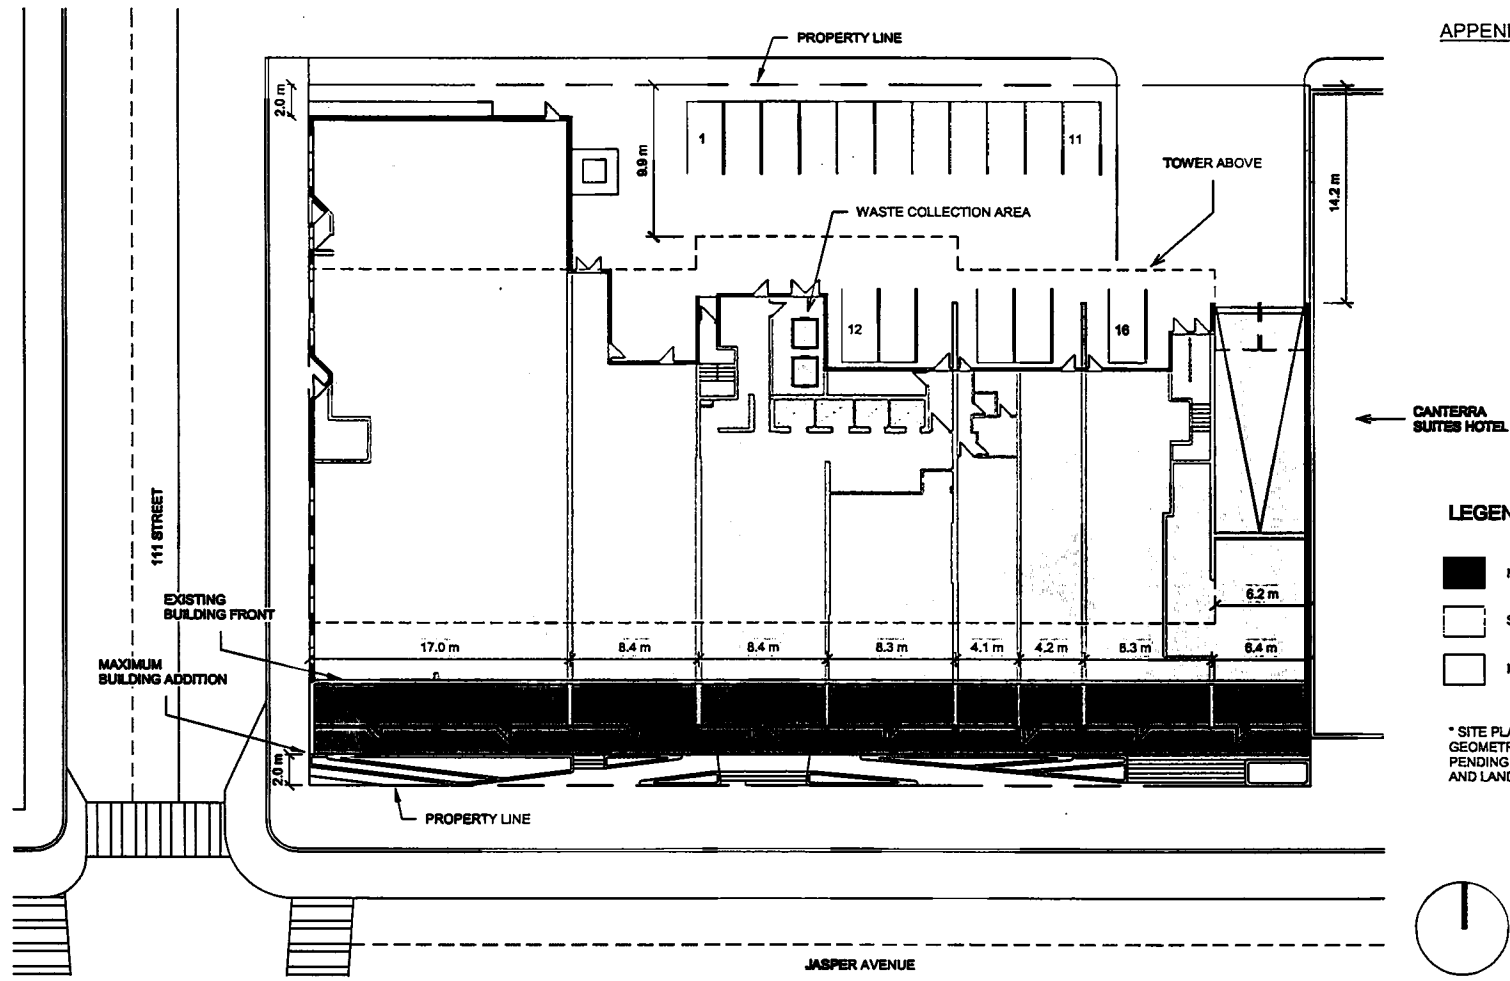 APPEN
PROPERTY LINE
2.0 m
1
11
9.9 m
TOWER ABOVE
14.2 m
WASTE COLLECTION AREA
12
16
CANTERRA
SUITES HOTEL
111 STREET
LEGEN
EXISTING
BUILDING FRONT
6.2 m
17.0 m
8.4 m
8.4 m
8.3 m
4.1 m
4.2 m
8.3 m
6.4 m
MAXIMUM
BUILDING ADDITION
* SITE PLA
GEOMETR
PENDING
AND LAND
2.0 m
PROPERTY LINE
JASPER AVENUE